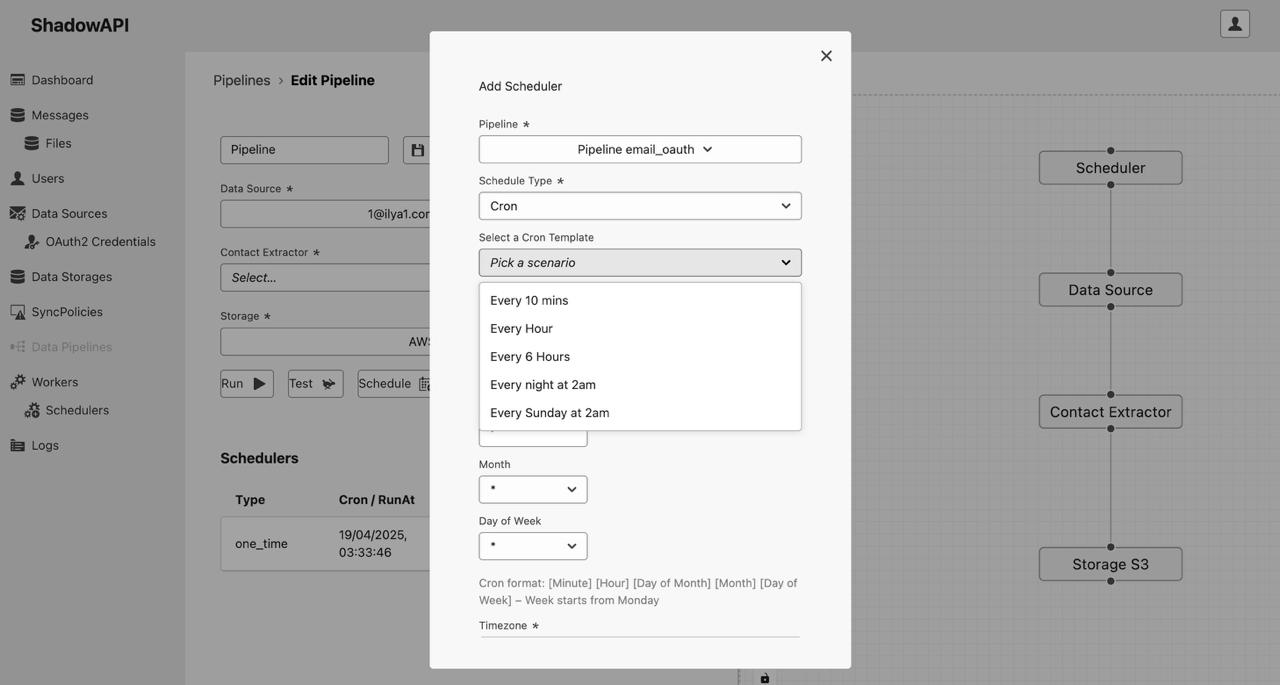 ShadowAPI
Dashboard
Messages
Files
Users
Data Sources
OAuth2 Credentials
Data Storages
SyncPolicies
Data Pipelines
Workers
Schedulers
Logs
Pipelines › Edit Pipeline
Pipeline
Data Source *
1@ilya1.com
Contact Extractor *
Select...
Storage *
AWS
Run
Test
Schedule
Schedulers
Type Cron / RunAt
one_time 19/04/2025,
03:33:46
Add Scheduler
Pipeline *
Pipeline email_oauth
Schedule Type *
Cron
Select a Cron Template
Pick a scenario
Every 10 mins
Every Hour
Every 6 Hours
Every night at 2am
Every Sunday at 2am
Month
*
Day of Week
*
Cron format: [Minute] [Hour] [Day of Month] [Month] [Day of
Week] – Week starts from Monday
Timezone *
Scheduler
Data Source
Contact Extractor
Storage S3